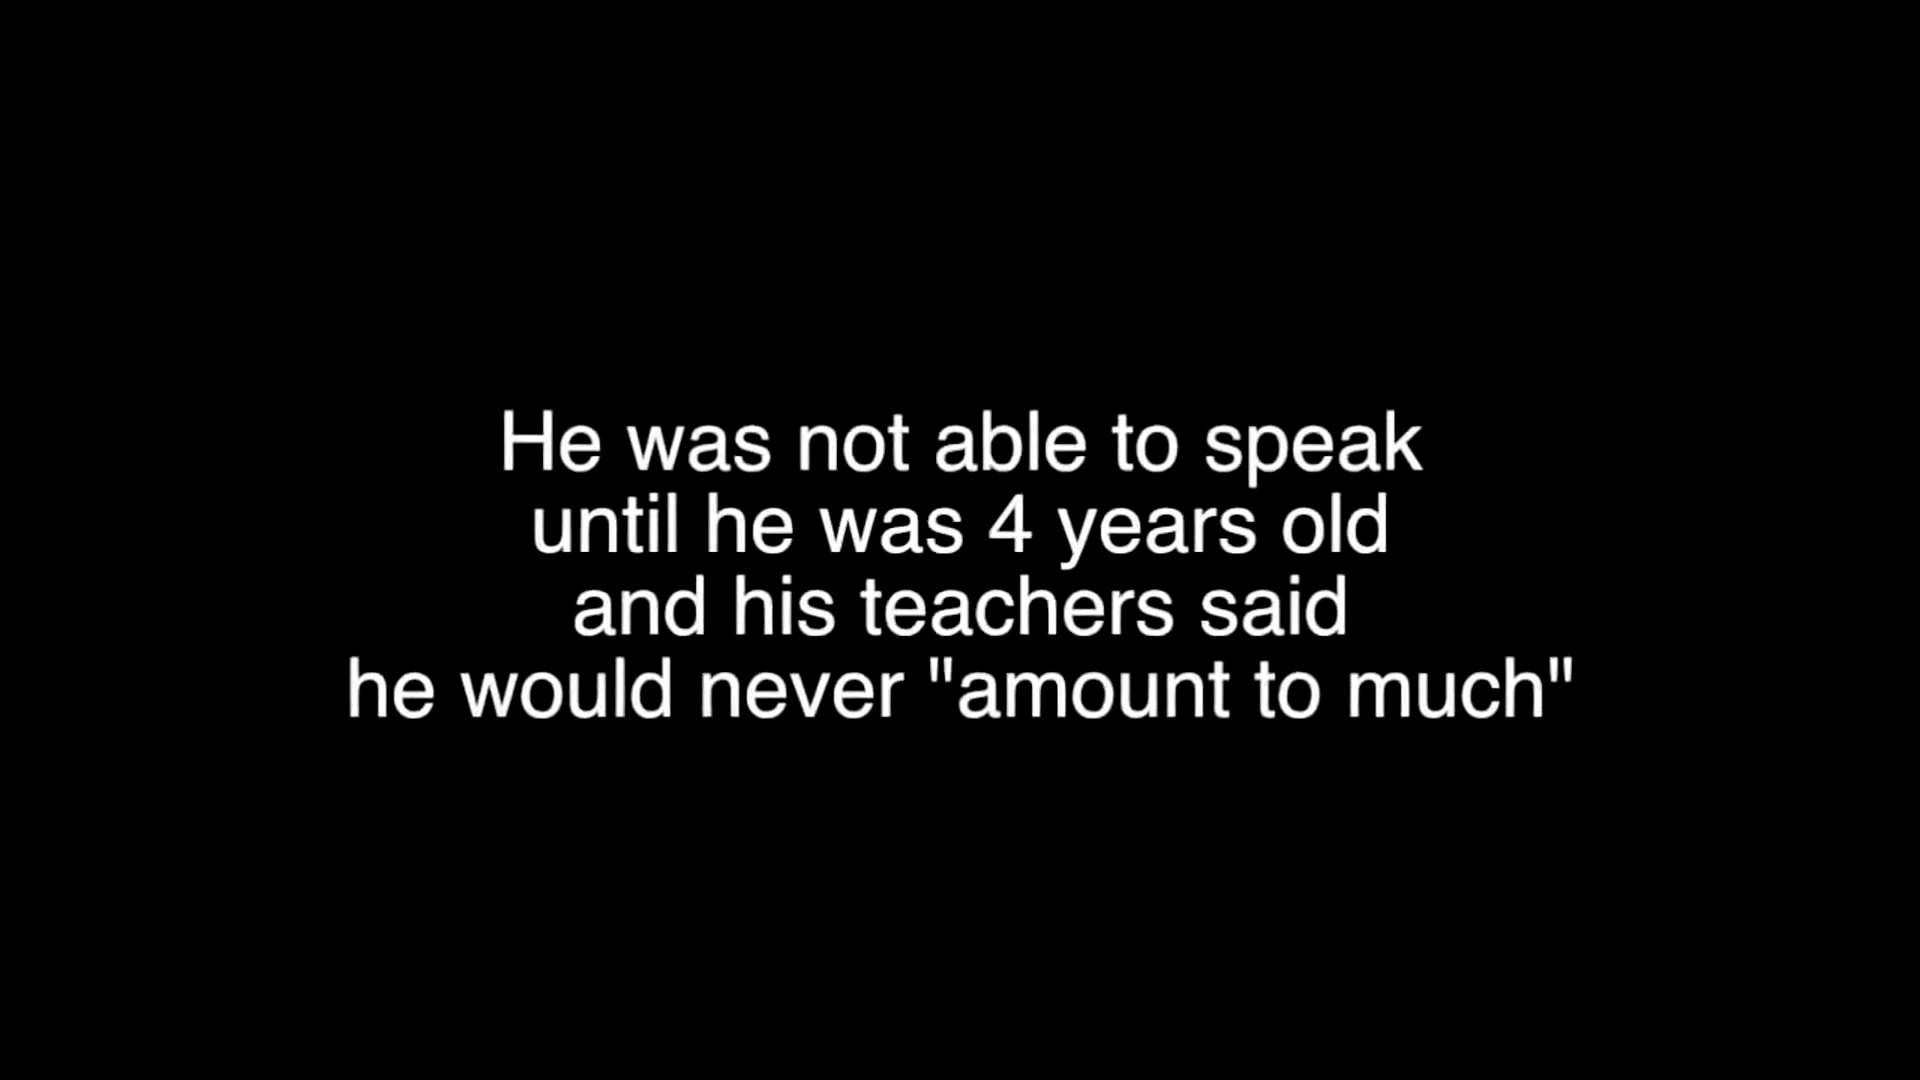 He was not able to speak
until he was 4 years old
and his teachers said
he would never "amount to much"